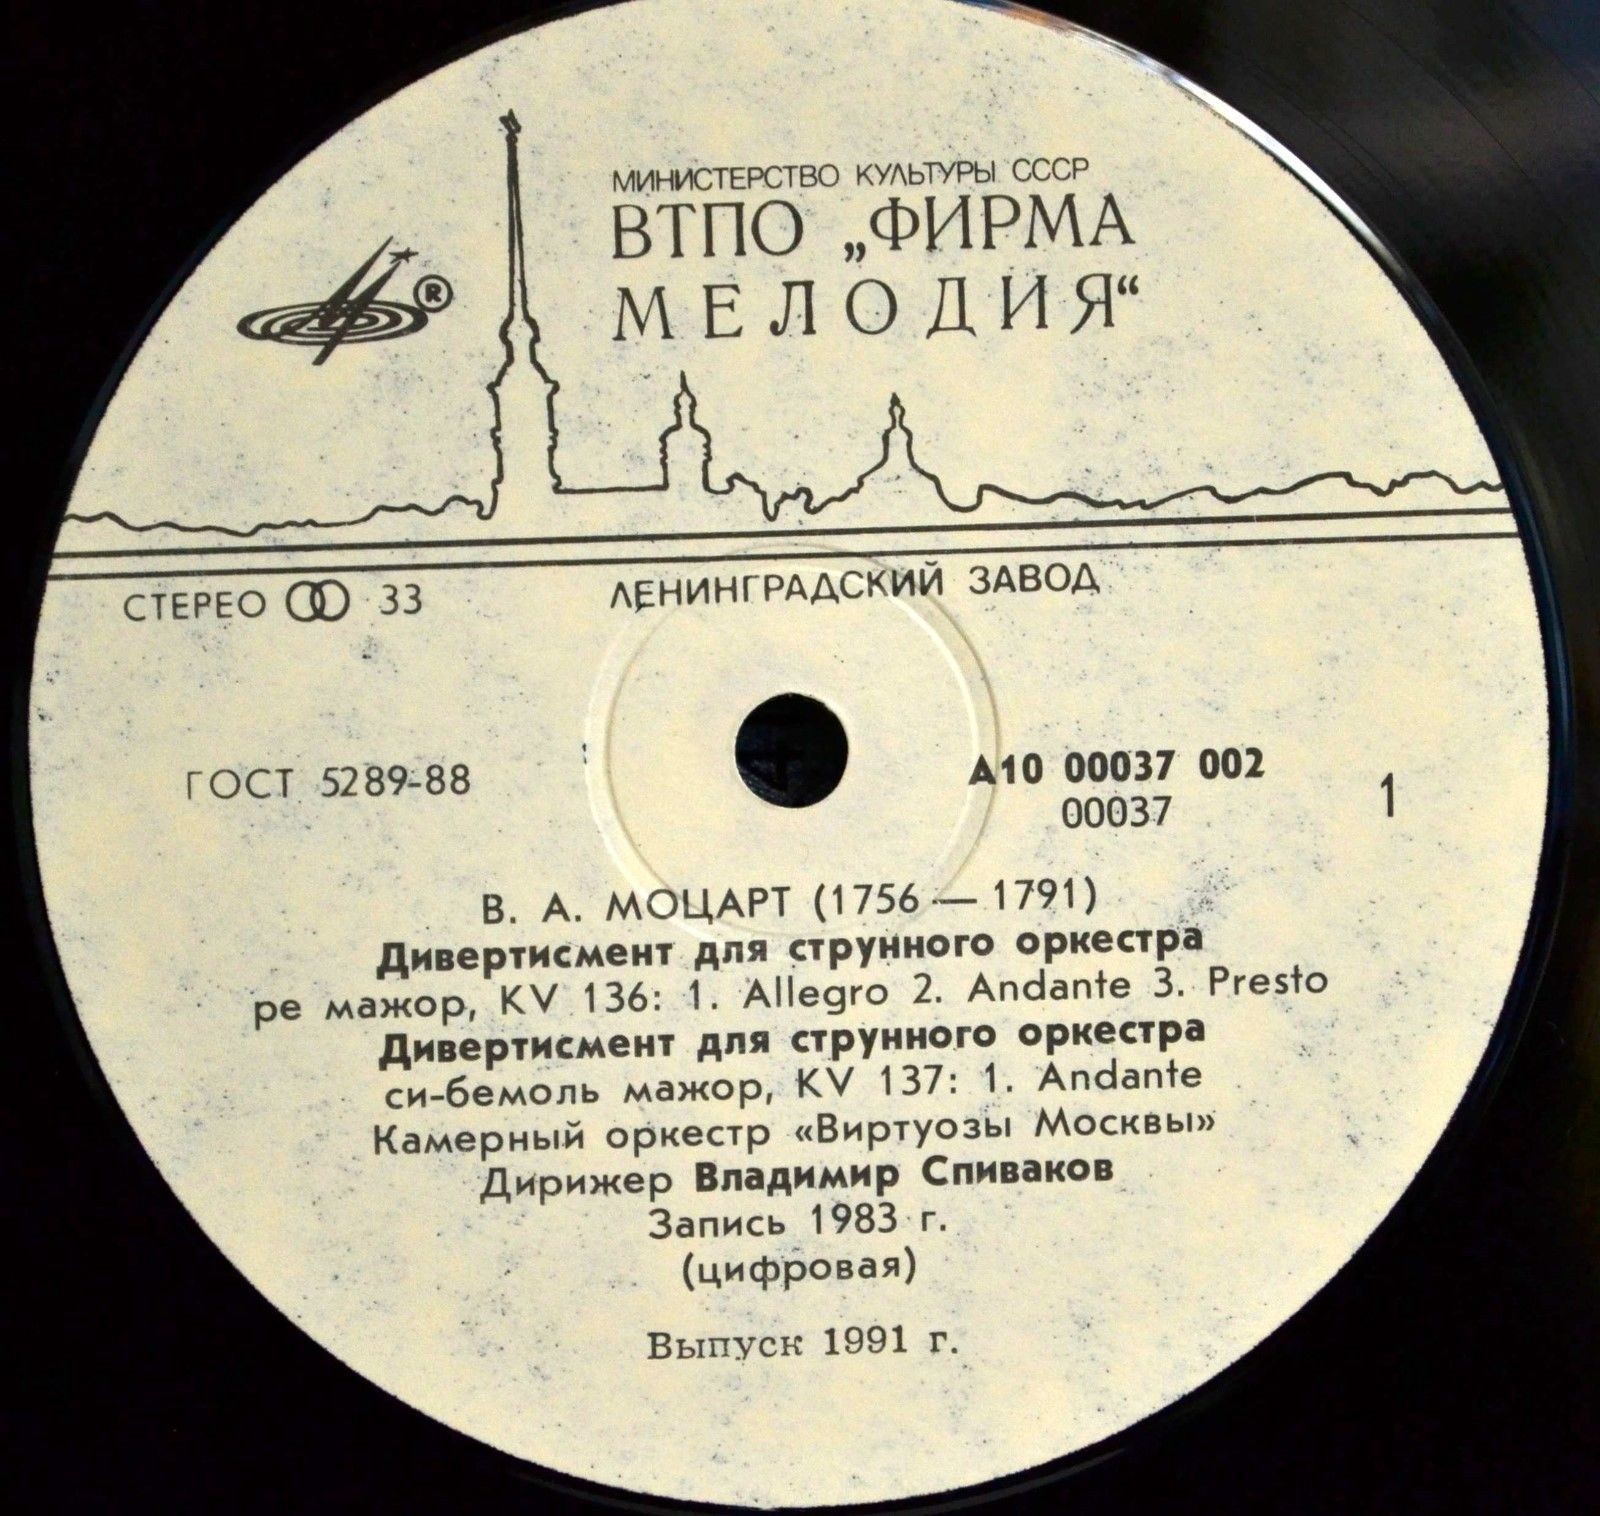 МИНИСТЕРСТВО КУЛЬТУРЫ СССР
ВТПО „ФИРМА
МЕЛОДИЯ“
®
СТЕРЕО 33
ЛЕНИНГРАДСКИЙ ЗАВОД
ГОСТ 5289-88
А10 00037 002
00037
1
В. А. МОЦАРТ (1756 — 1791)
Дивертисмент для струнного оркестра
ре мажор, KV 136: 1. Allegro 2. Andante 3. Presto
Дивертисмент для струнного оркестра
си-бемоль мажор, KV 137: 1. Andante
Камерный оркестр «Виртуозы Москвы»
Дирижер Владимир Спиваков
Запись 1983 г.
(цифровая)
Выпуск 1991 г.